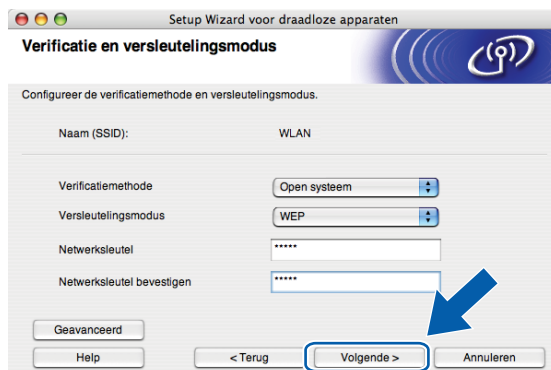 Setup Wizard voor draadloze apparaten
Verificatie en versleutelingsmodus
Configureer de verificatiemethode en versleutelingsmodus.
Naam (SSID): WLAN
Verificatiemethode Open systeem
Versleutelingsmodus WEP
Netwerksleutel *****
Netwerksleutel bevestigen *****
Geavanceerd
Help < Terug Volgende > Annuleren